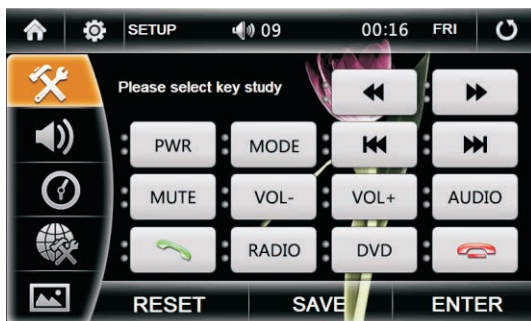 SETUP 09 00:16 FRI
Please select key study
PWR MODE
MUTE VOL- VOL+ AUDIO
RADIO DVD
RESET SAVE ENTER